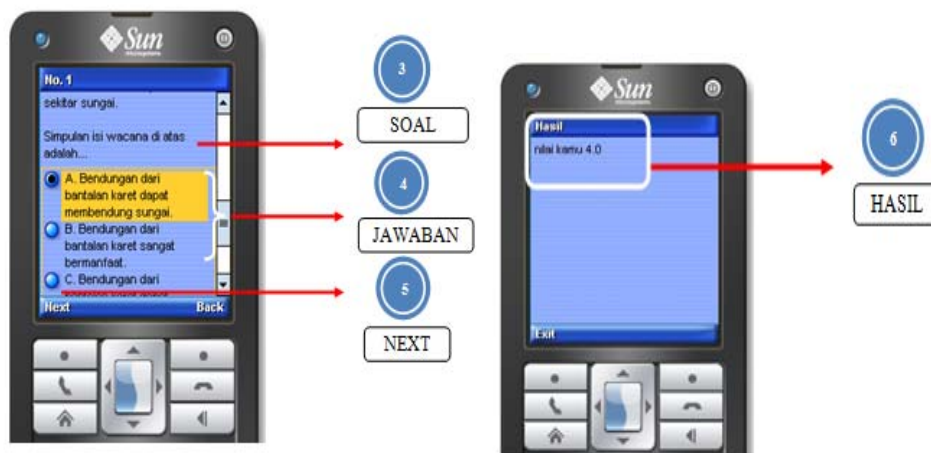 Sun
microsystems
No. 1
sekitar sungai.
Simpulan isi wacana di atas
adalah...
A. Bendungan dari
bantalan karet dapat
membendung sungai.
B. Bendungan dari
bantalan karet sangat
bermanfaat.
C. Bendungan dari
Next Back
3
SOAL
4
JAWABAN
5
NEXT
Sun
Hasil
nilai kamu 4.0
Exit
6
HASIL